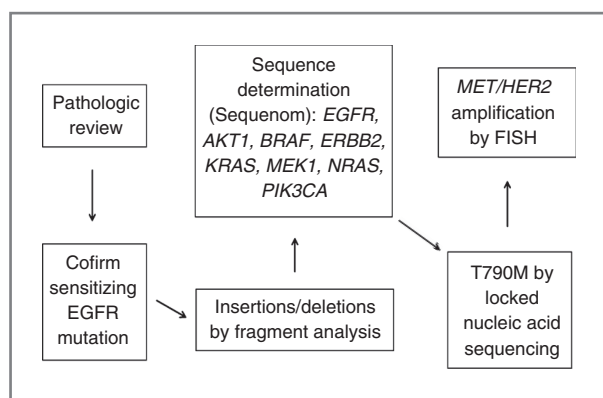 Pathologic
review
Cofirm
sensitizing
EGFR
mutation
Insertions/deletions
by fragment analysis
Sequence
determination
(Sequenom): EGFR,
AKT1, BRAF, ERBB2,
KRAS, MEK1, NRAS,
PIK3CA
T790M by
locked
nucleic acid
sequencing
MET/HER2
amplification
by FISH